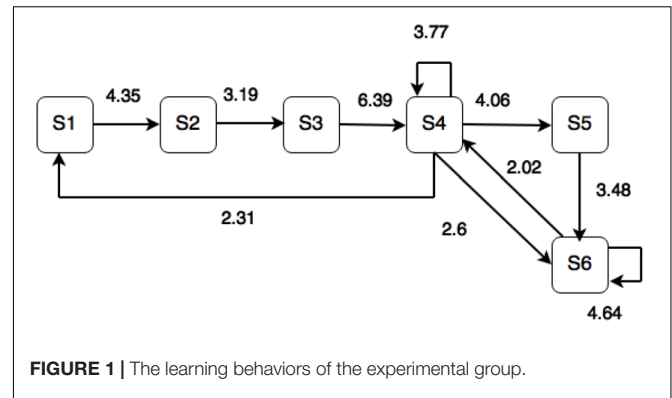 3.77
4.35
3.19
6.39
4.06
S1
S2
S3
S4
S5
2.02
3.48
2.31
2.6
S6
4.64
FIGURE 1 | The learning behaviors of the experimental group.